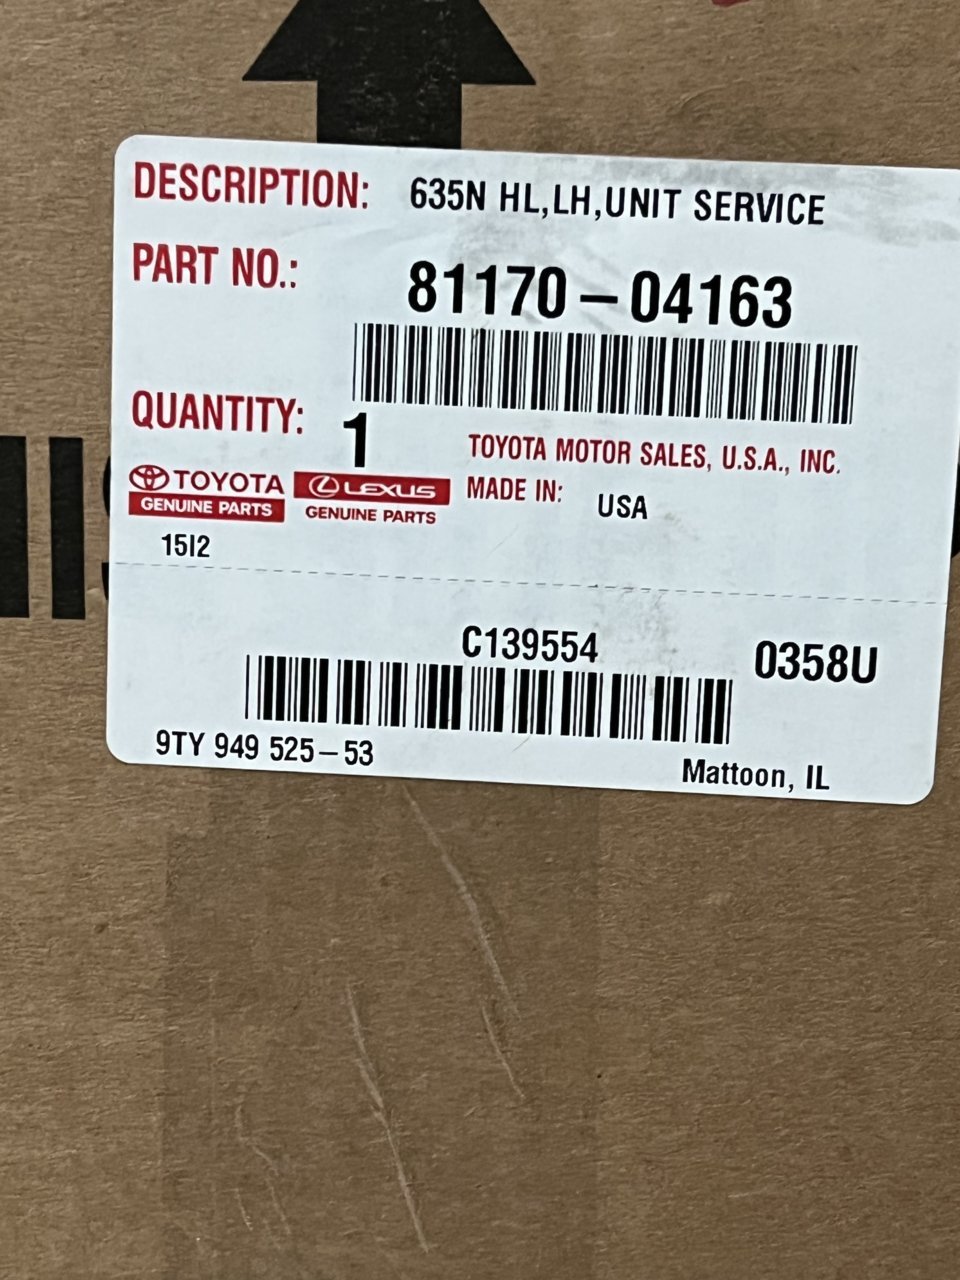 DESCRIPTION: 635N HL,LH,UNIT SERVICE
PART NO.: 81170-04163
QUANTITY: 1
TOYOTA MOTOR SALES, U.S.A., INC.
MADE IN: USA
TOYOTA
GENUINE PARTS
LEXUS
GENUINE PARTS
15I2
C139554
0358U
9TY 949 525-53
Mattoon, IL